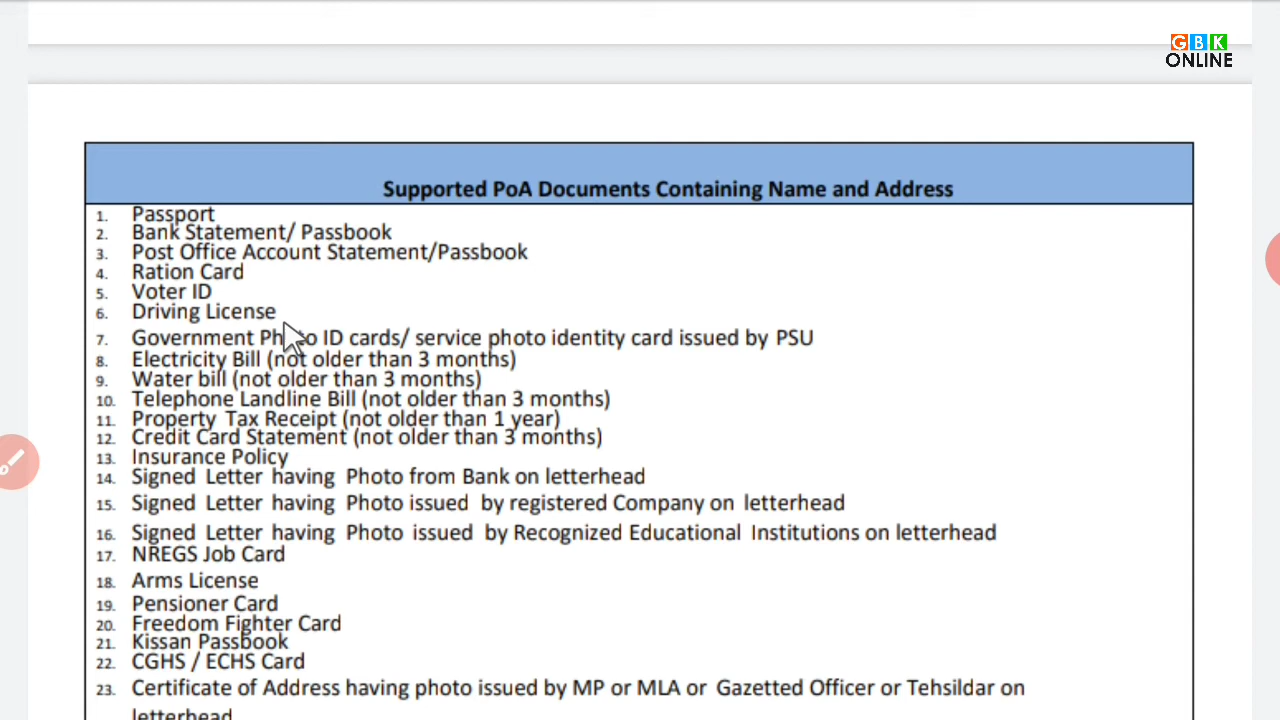 GBK
ONLINE
Supported PoA Documents Containing Name and Address
1. Passport
2. Bank Statement/ Passbook
3. Post Office Account Statement/Passbook
4. Ration Card
5. Voter ID
6. Driving License
7. Government Photo ID cards/ service photo identity card issued by PSU
8. Electricity Bill (not older than 3 months)
9. Water bill (not older than 3 months)
10. Telephone Landline Bill (not older than 3 months)
11. Property Tax Receipt (not older than 1 year)
12. Credit Card Statement (not older than 3 months)
13. Insurance Policy
14. Signed Letter having Photo from Bank on letterhead
15. Signed Letter having Photo issued by registered Company on letterhead
16. Signed Letter having Photo issued by Recognized Educational Institutions on letterhead
17. NREGS Job Card
18. Arms License
19. Pensioner Card
20. Freedom Fighter Card
21. Kissan Passbook
22. CGHS / ECHS Card
23. Certificate of Address having photo issued by MP or MLA or Gazetted Officer or Tehsildar on
letterhead